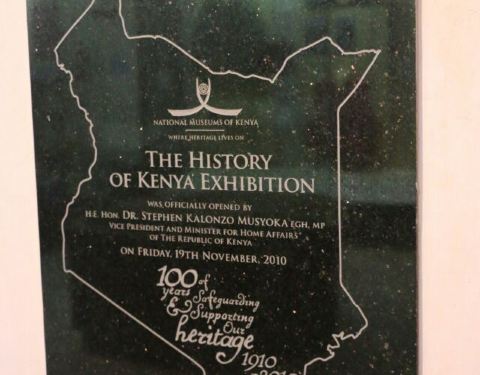 NATIONAL MUSEUMS OF KENYA
WHERE HERITAGE LIVES ON
THE HISTORY
OF KENYA EXHIBITION
WAS OFFICIALLY OPENED BY
H.E. HON. DR. STEPHEN KALONZO MUSYOKA EGH, MP
VICE PRESIDENT AND MINISTER FOR HOME AFFAIRS
OF THE REPUBLIC OF KENYA
ON FRIDAY, 19TH NOVEMBER, 2010
100 of
years Safeguarding
& Supporting
Our
heritage
1910